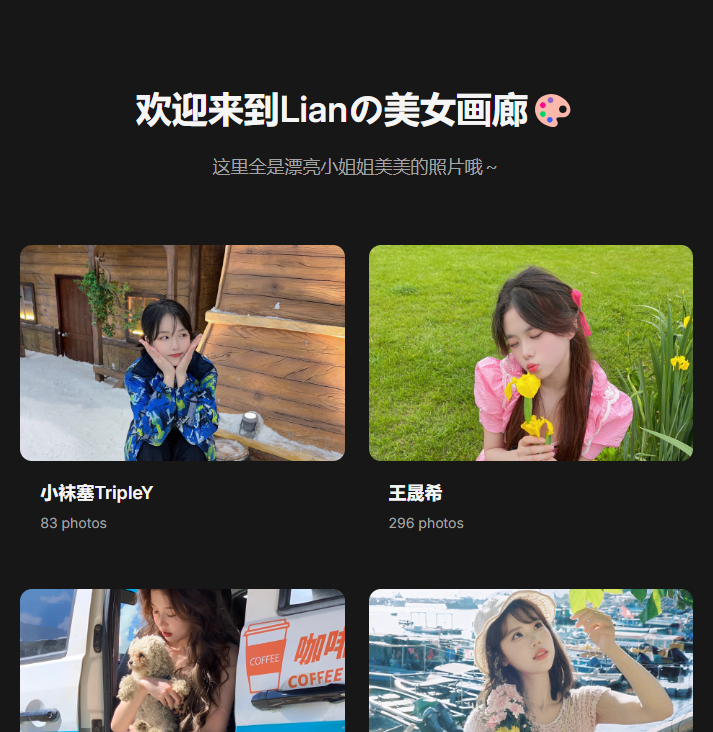 欢迎来到Lianの美女画廊🎨
这里全是漂亮小姐姐美美的照片哦~
小袜塞TripleY
王晟希
83 photos
296 photos
COFFEE
咖啡
COFFEE